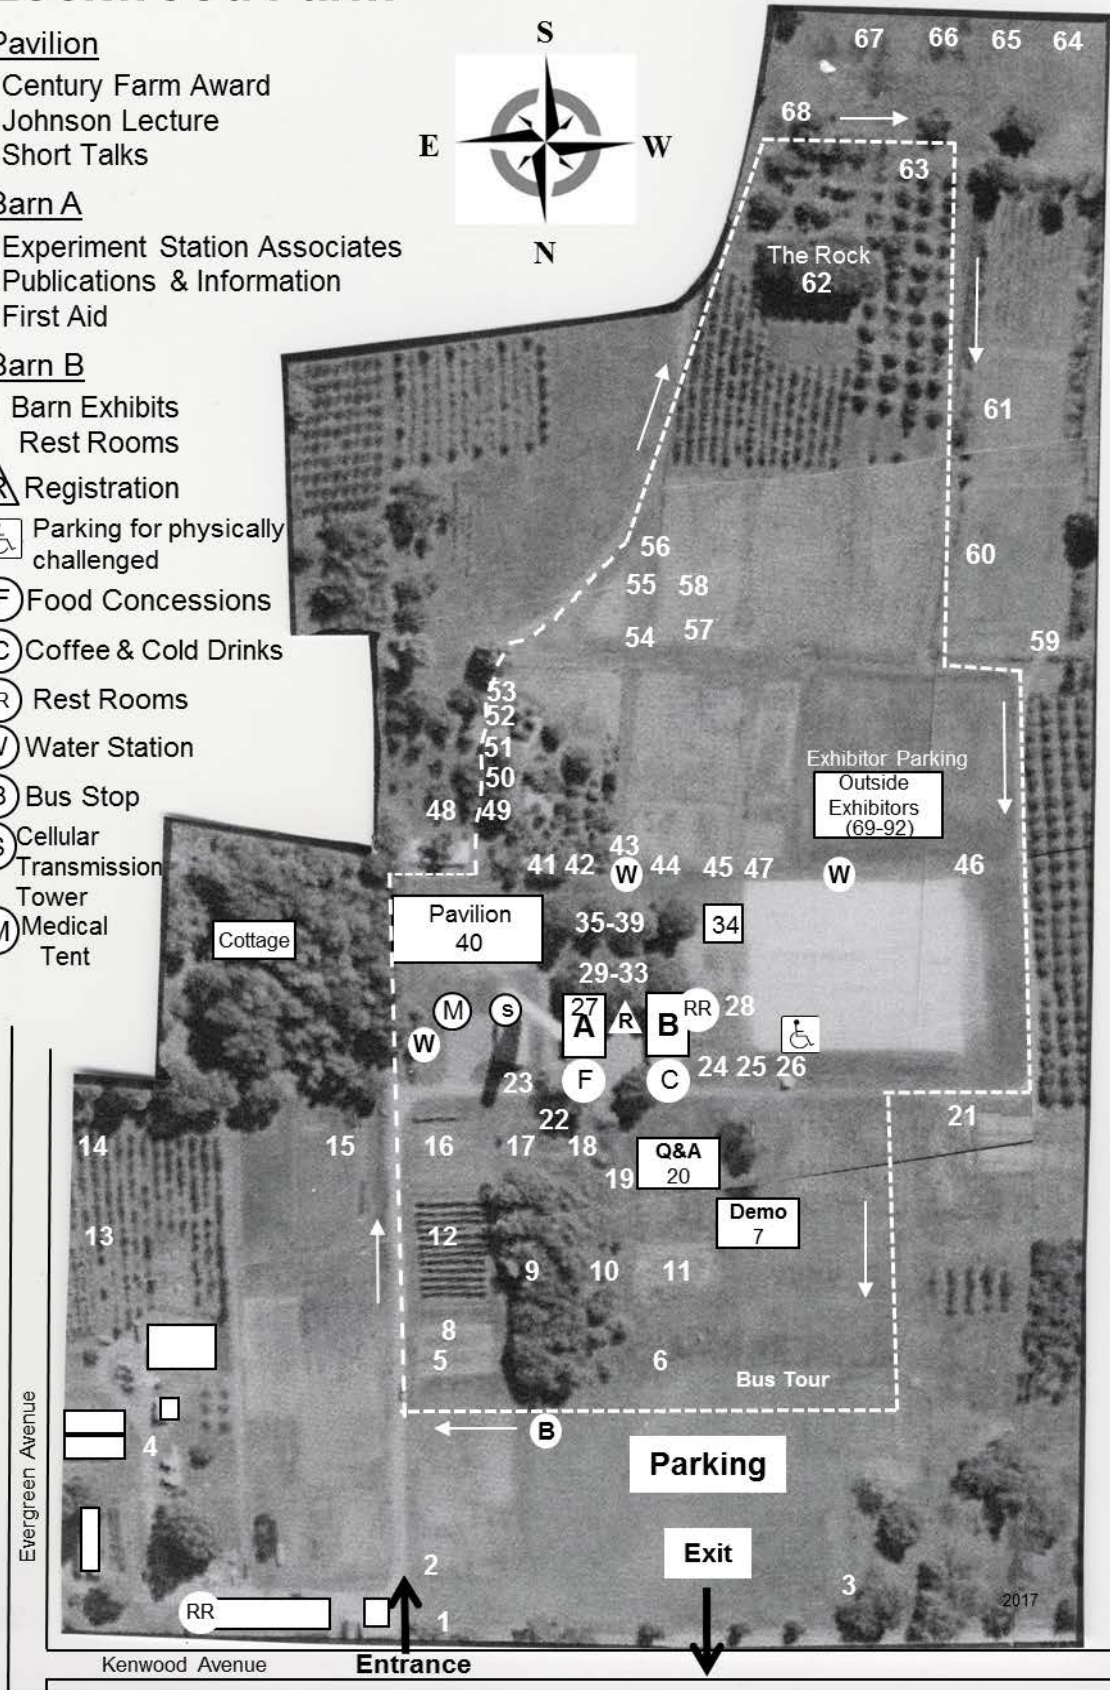 Pavilion
Century Farm Award
Johnson Lecture
Short Talks
Barn A
Experiment Station Associates
Publications & Information
First Aid
Barn B
Barn Exhibits
Rest Rooms
R Registration
Parking for physically
challenged
F Food Concessions
C Coffee & Cold Drinks
R Rest Rooms
Water Station
B Bus Stop
S Cellular
Transmission
Tower
M Medical
Tent
S
E W
N
67 66 65 64
68
63
The Rock
62
61
56
60
55 58
54 57
59
53
52
51
50
48 49
Exhibitor Parking
Outside
Exhibitors
(69-92)
43
41 42 W 44 45 47 W 46
Pavilion
40
35-39
34
Cottage
29-33
M S 27 A R B RR 28
W
23 F C 24 25 26
22
21
14 15 16 17 18
Q&A
20
19
Demo
7
13 12
9 10 11
8
5 6
Bus Tour
B
Parking
4
Exit
2
3
2017
RR
1
Evergreen Avenue
Kenwood Avenue
Entrance